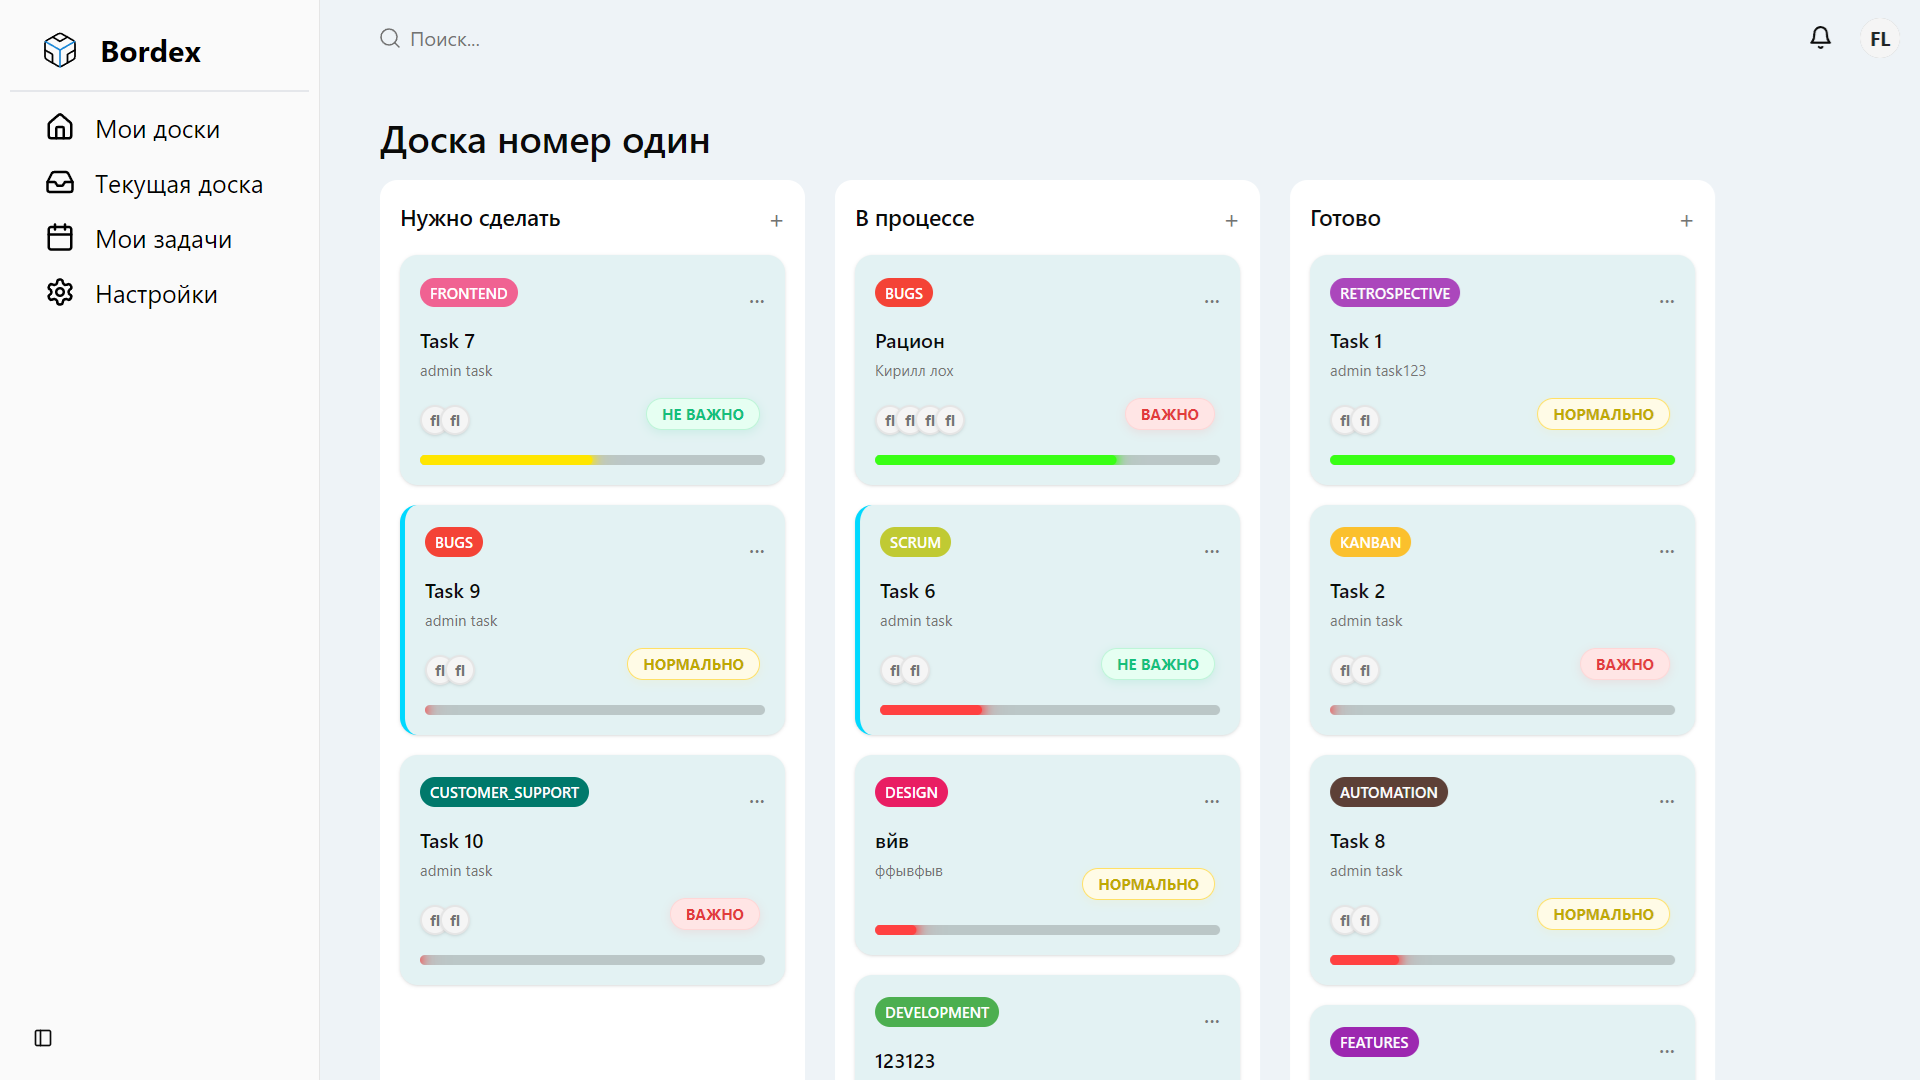 Bordex
Мои доски
Текущая доска
Мои задачи
Настройки
Поиск...
FL
Доска номер один
Нужно сделать
+
FRONTEND
...
Task 7
admin task
fl fl
НЕ ВАЖНО
BUGS
...
Task 9
admin task
fl fl
НОРМАЛЬНО
CUSTOMER_SUPPORT
...
Task 10
admin task
fl fl
ВАЖНО
В процессе
+
BUGS
...
Рацион
Кирилл лох
fl fl fl fl
ВАЖНО
SCRUM
...
Task 6
admin task
fl fl
НЕ ВАЖНО
DESIGN
...
вйв
ффывфыв
НОРМАЛЬНО
DEVELOPMENT
...
123123
Готово
+
RETROSPECTIVE
...
Task 1
admin task123
fl fl
НОРМАЛЬНО
KANBAN
...
Task 2
admin task
fl fl
ВАЖНО
AUTOMATION
...
Task 8
admin task
fl fl
НОРМАЛЬНО
FEATURES
...